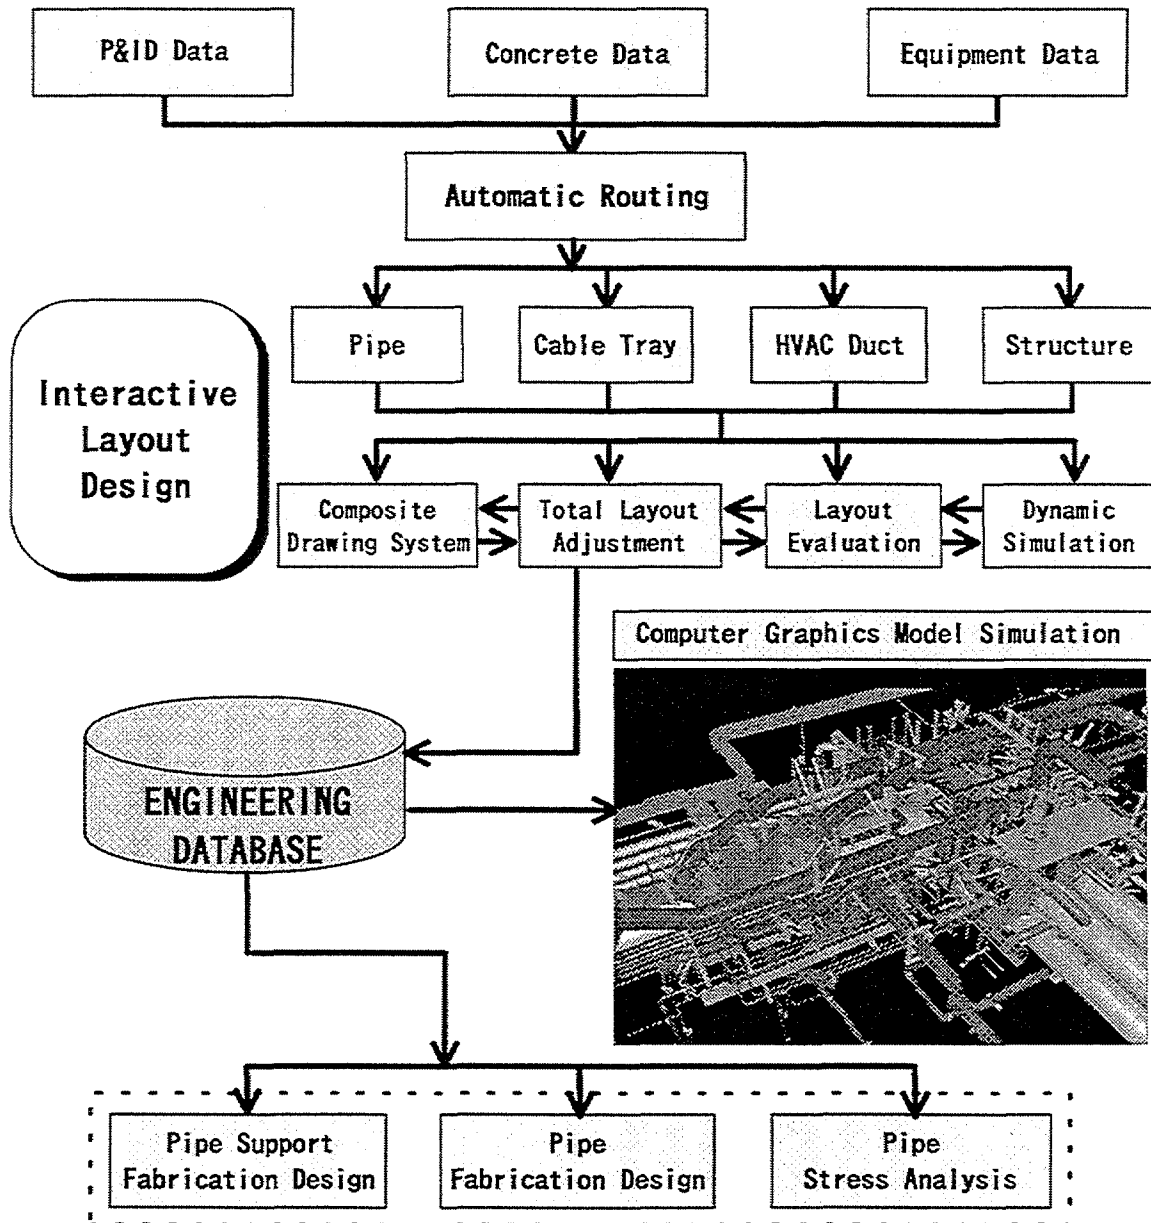 P&ID Data
Concrete Data
Equipment Data
Automatic Routing
Pipe
Cable Tray
HVAC Duct
Structure
Interactive
Layout
Design
Composite
Drawing System
Total Layout
Adjustment
Layout
Evaluation
Dynamic
Simulation
Computer Graphics Model Simulation
ENGINEERING
DATABASE
Pipe Support
Fabrication Design
Pipe
Fabrication Design
Pipe
Stress Analysis